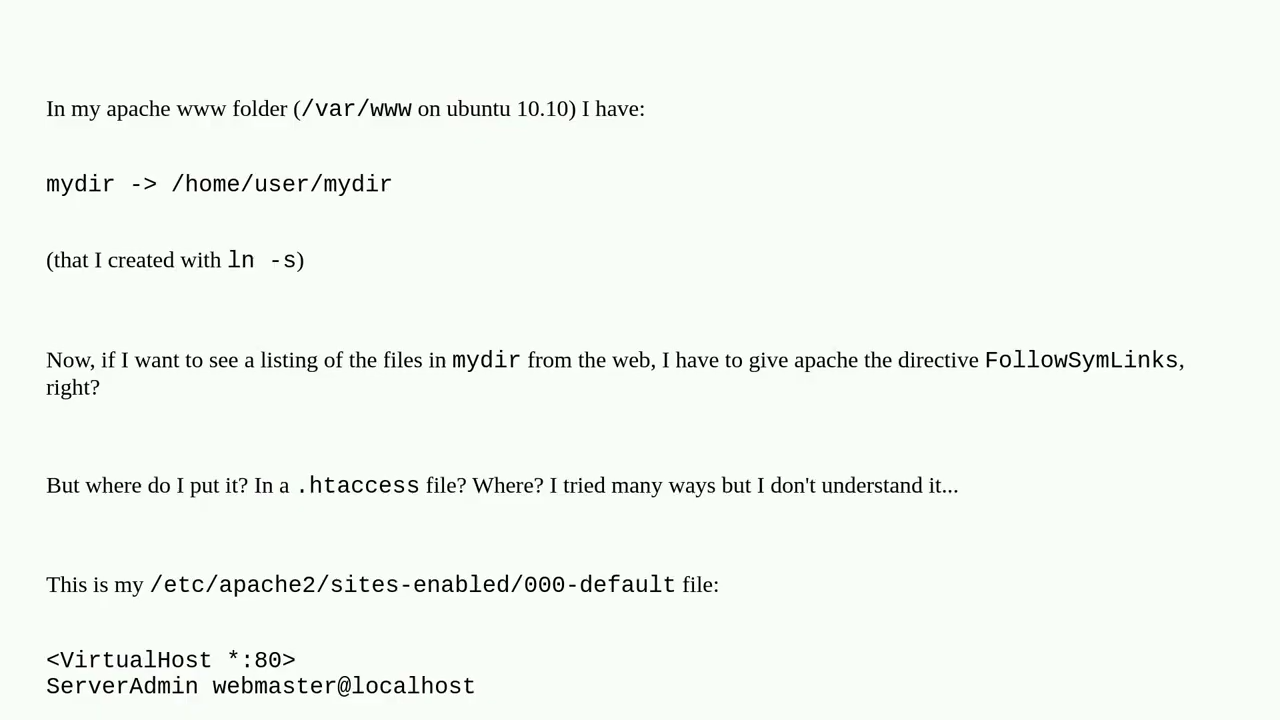 In my apache www folder (/var/www on ubuntu 10.10) I have:
mydir -> /home/user/mydir
(that I created with ln -s)
Now, if I want to see a listing of the files in mydir from the web, I have to give apache the directive FollowSymLinks,
right?
But where do I put it? In a .htaccess file? Where? I tried many ways but I don't understand it...
This is my /etc/apache2/sites-enabled/000-default file:
<VirtualHost *:80>
ServerAdmin webmaster@localhost